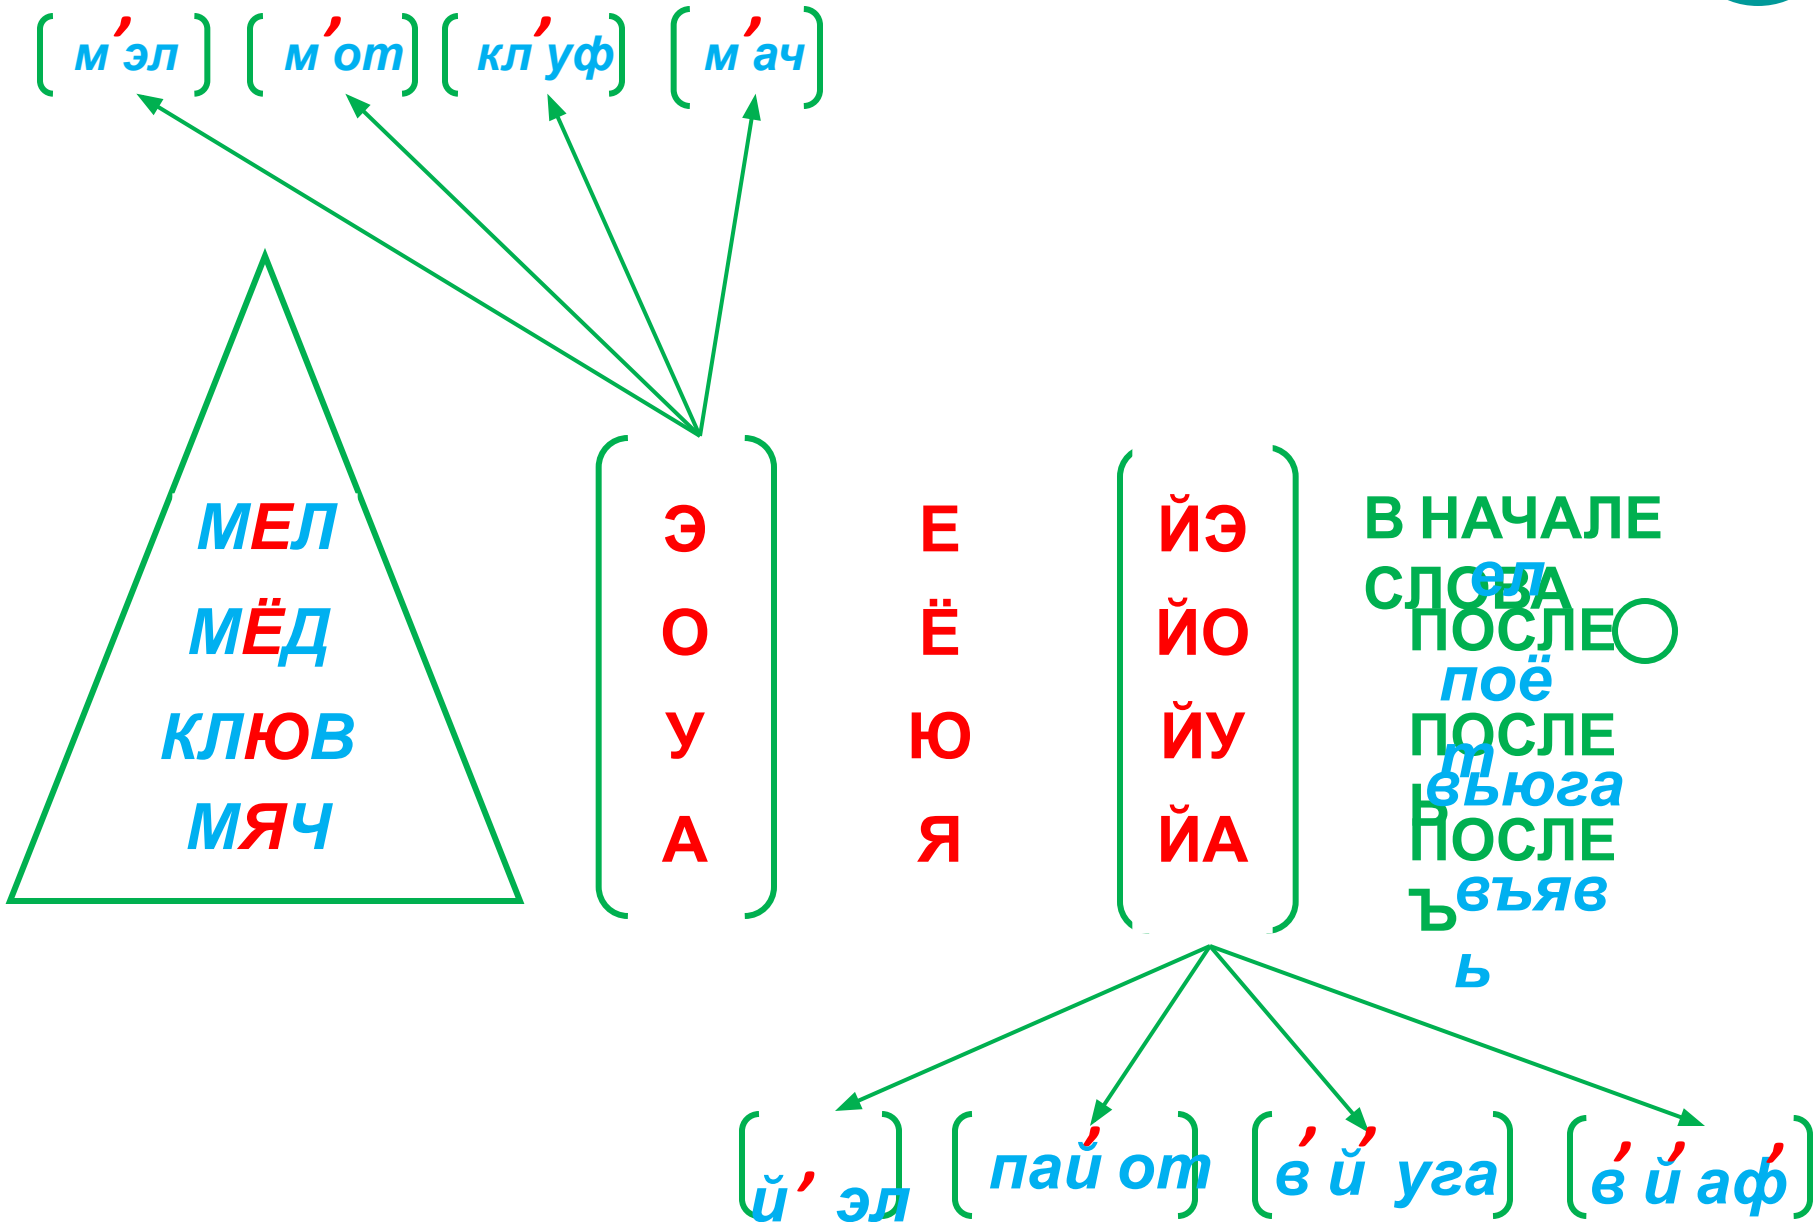 м ’ эл м ’ от кл ’ уф м ’ ач
МЕЛ Э Е ЙЭ В НАЧАЛЕ
СЛОВА
ел
МЁД О Ё ЙО ПОСЛЕ
поё
т
КЛЮВ У Ю ЙУ ПОСЛЕ
Ь
вьюга
МЯЧ А Я ЙА ПОСЛЕ
Ъ
въяв
ь
й ’ эл пай ’ от в ’ й ’ уга в ’ й ’ аф ’